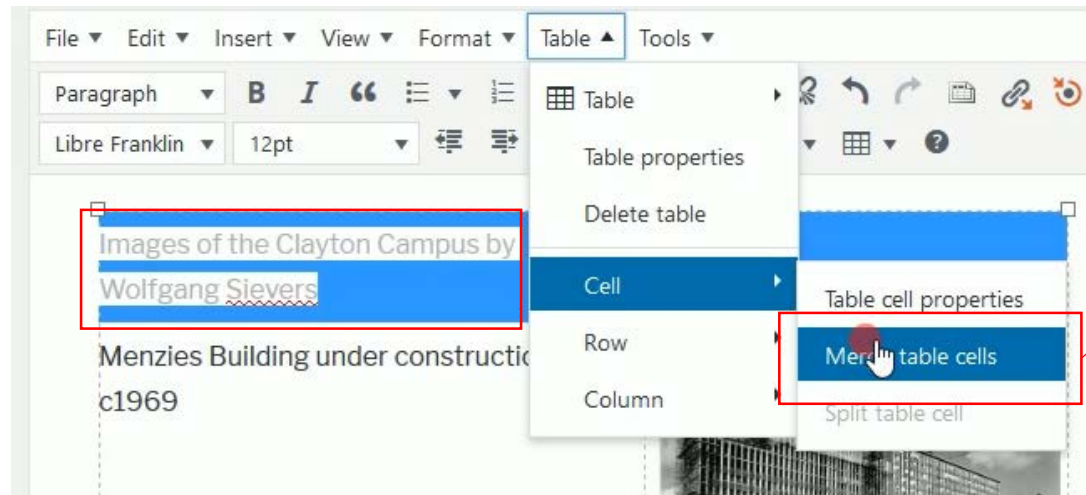 File Edit Insert View Format Table Tools
Paragraph B I
Libre Franklin 12pt
Table
Table properties
Delete table
Cell
Row
Column
Table cell properties
table cells
Split table cell
Images of the Clayton Campus by
Wolfgang Sievers
Menzies Building under
c1969